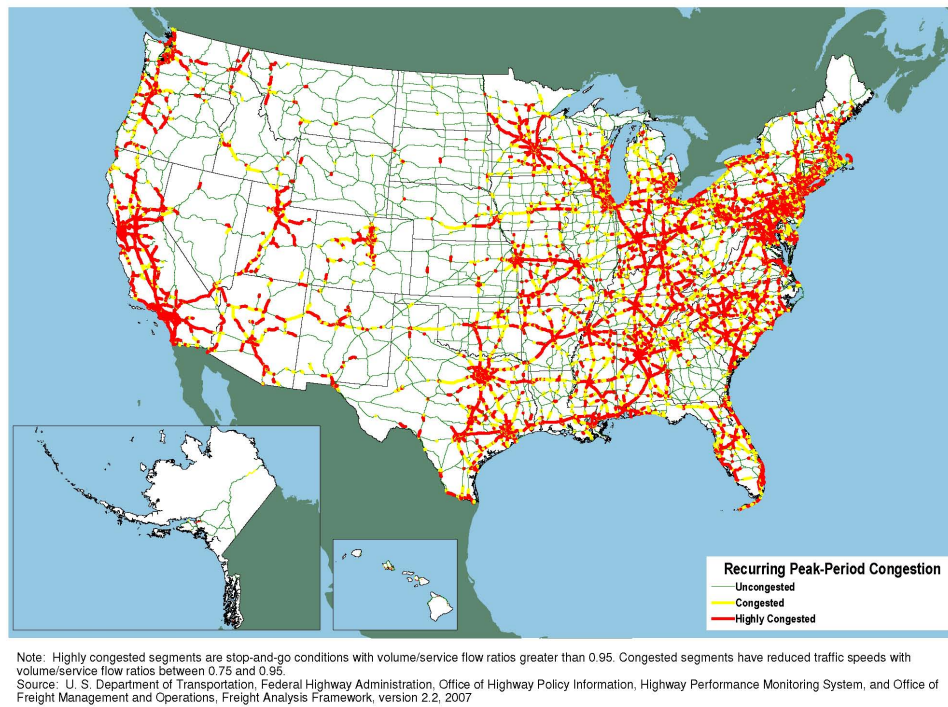 Recurring Peak-Period Congestion
Uncongested
Congested
Highly Congested
Note: Highly congested segments are stop-and-go conditions with volume/service flow ratios greater than 0.95. Congested segments have reduced traffic speeds with
volume/service flow ratios between 0.75 and 0.95.
Source: U. S. Department of Transportation, Federal Highway Administration, Office of Highway Policy Information, Highway Performance Monitoring System, and Office of
Freight Management and Operations, Freight Analysis Framework, version 2.2, 2007